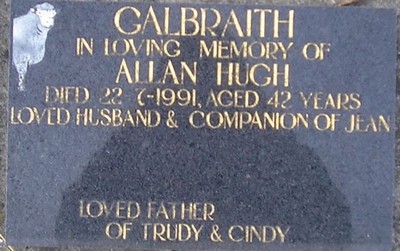 GALBRAITH
IN LOVING MEMORY OF
ALLAN HUGH
DIED 22-7-1991, AGED 42 YEARS
LOVED HUSBAND & COMPANION OF JEAN
LOVED FATHER
OF TRUDY & CINDY